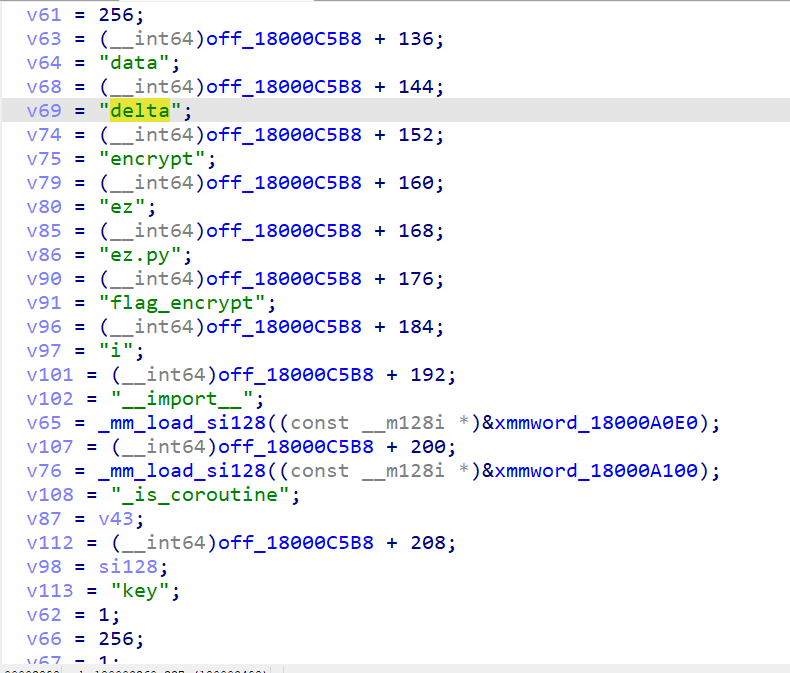 v61 = 256;
v63 = (__int64)off_18000C5B8 + 136;
v64 = "data";
v68 = (__int64)off_18000C5B8 + 144;
v69 = "delta";
v74 = (__int64)off_18000C5B8 + 152;
v75 = "encrypt";
v79 = (__int64)off_18000C5B8 + 160;
v80 = "ez";
v85 = (__int64)off_18000C5B8 + 168;
v86 = "ez.py";
v90 = (__int64)off_18000C5B8 + 176;
v91 = "flag_encrypt";
v96 = (__int64)off_18000C5B8 + 184;
v97 = "i";
v101 = (__int64)off_18000C5B8 + 192;
v102 = "__import__";
v65 = _mm_load_si128((const __m128i *)&xmmword_18000A0E0);
v107 = (__int64)off_18000C5B8 + 200;
v76 = _mm_load_si128((const __m128i *)&xmmword_18000A100);
v108 = "_is_coroutine";
v87 = v43;
v112 = (__int64)off_18000C5B8 + 208;
v98 = si128;
v113 = "key";
v62 = 1;
v66 = 256;
v67 = 1;